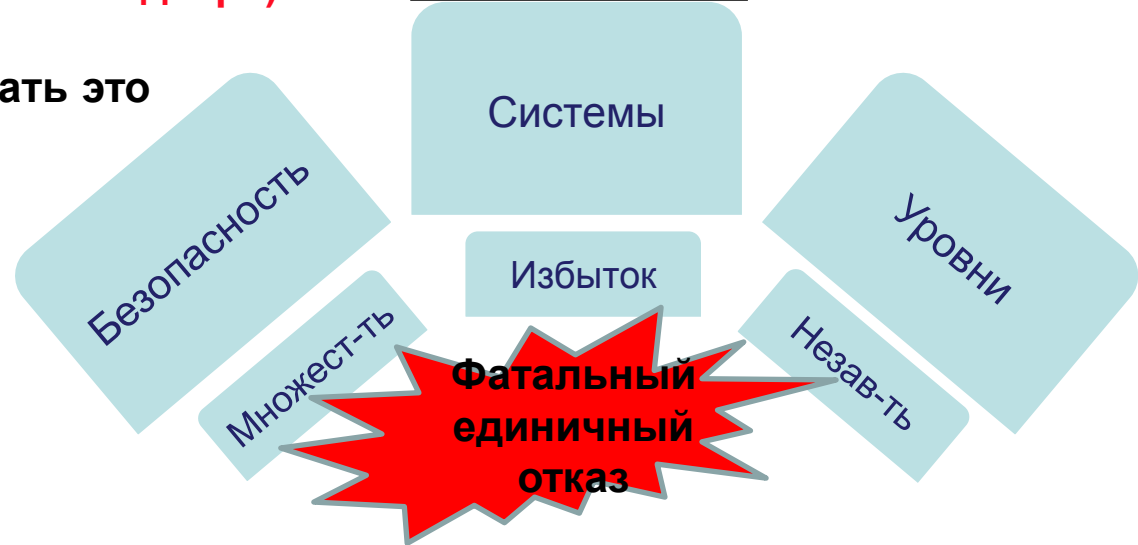 ать это
Системы
Безопасность
Уровни
Избыток
Множест-ть
Незав-ть
Фатальный
единичный
отказ